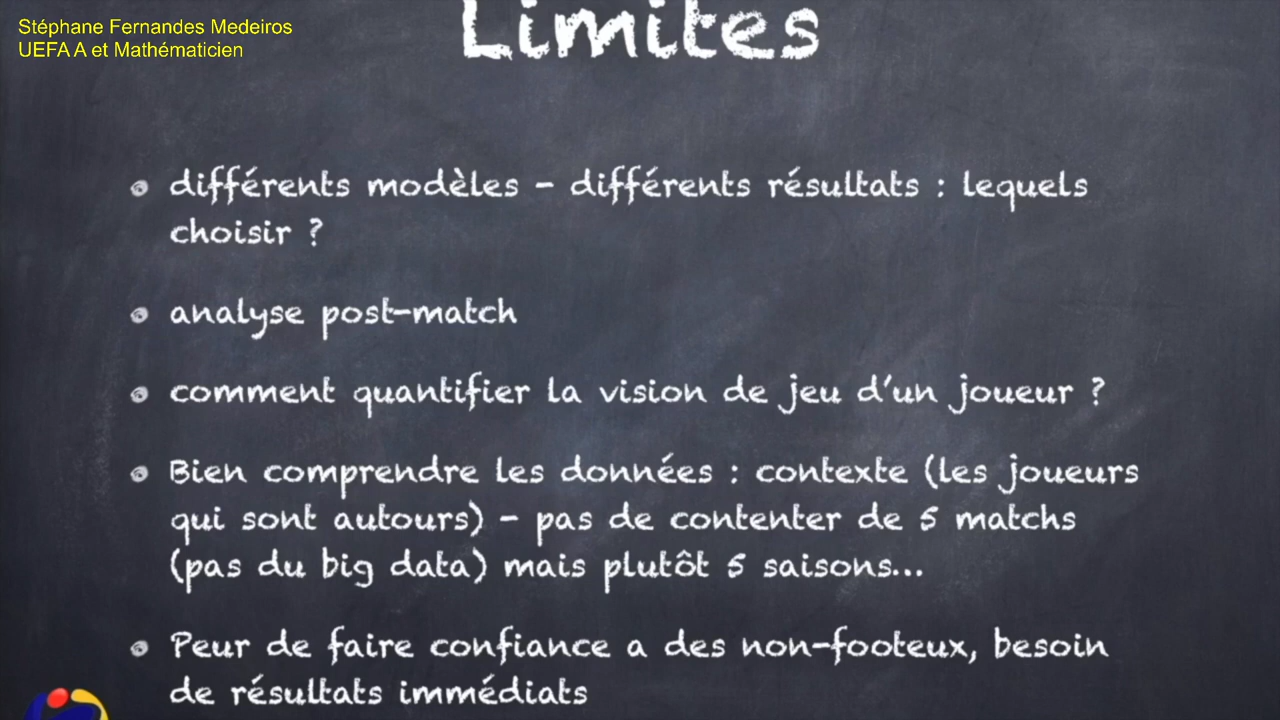 Stéphane Fernandes Medeiros
UEFA A et Mathématicien
Limites
différents modèles - différents résultats : lequels
choisir ?
analyse post-match
comment quantifier la vision de jeu d'un joueur ?
Bien comprendre les données : contexte (les joueurs
qui sont autours) - pas de contenter de 5 matchs
(pas du big data) mais plutôt 5 saisons...
Peur de faire confiance a des non-footeux, besoin
de résultats immédiats